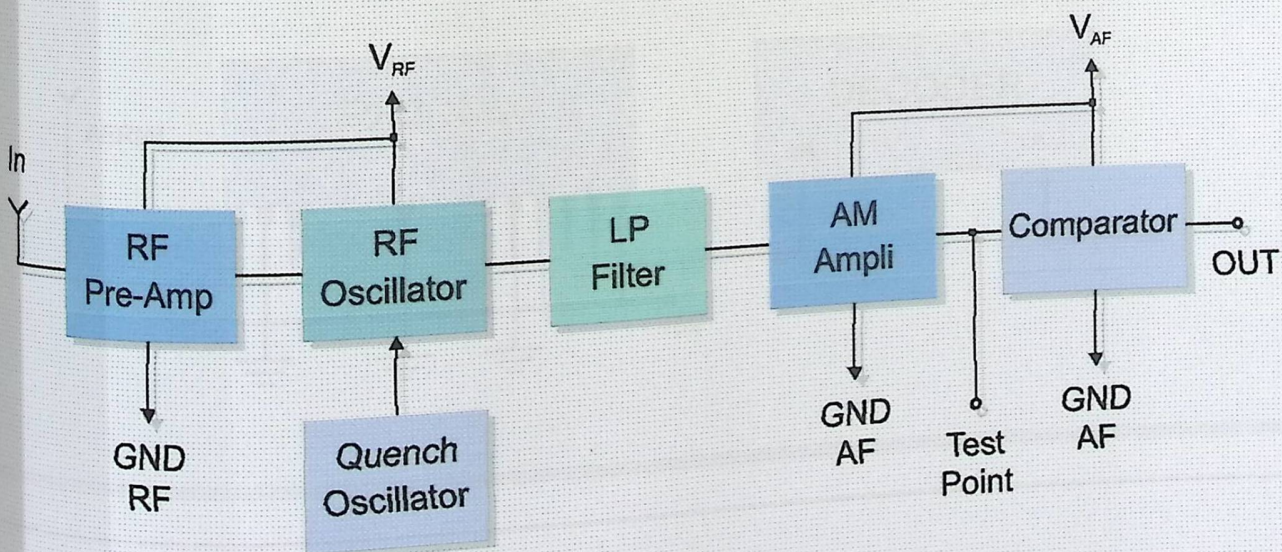 V_RF
V_AF
In
RF
Pre-Amp
RF
Oscillator
LP
Filter
AM
Ampli
Comparator
OUT
GND
RF
Quench
Oscillator
GND
AF
Test
Point
GND
AF